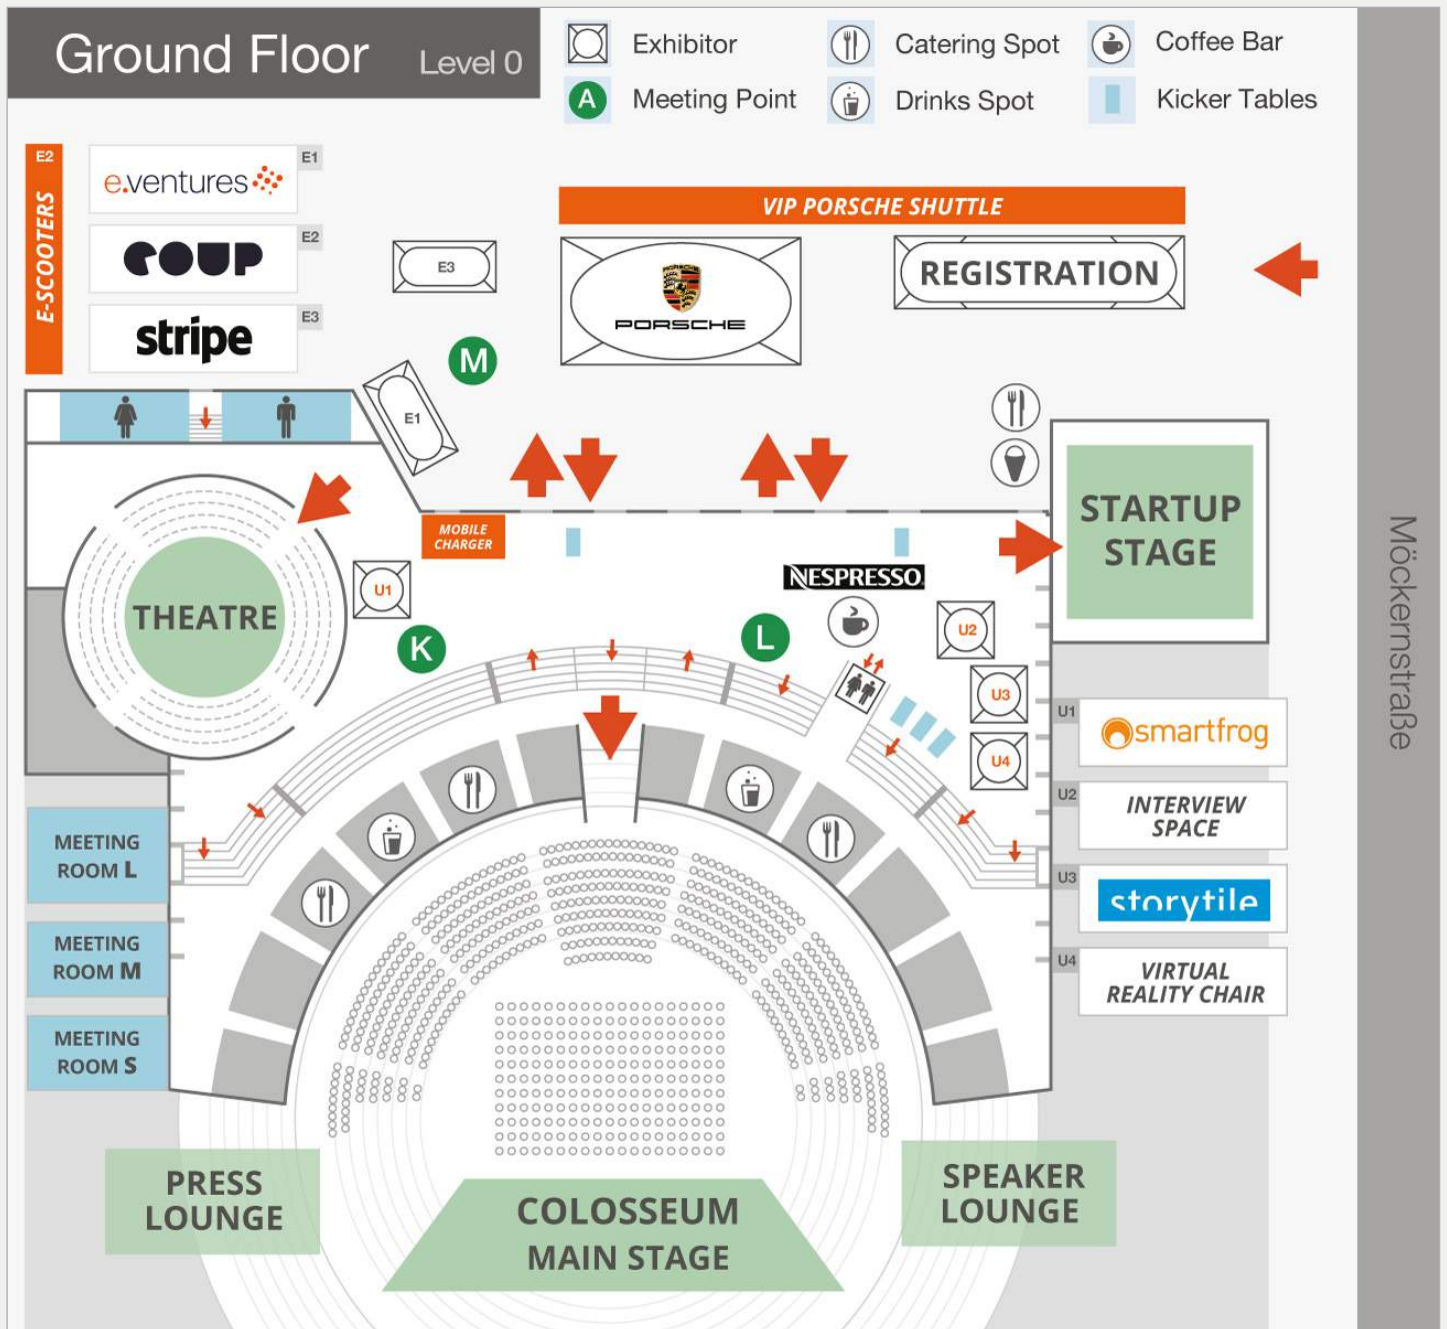 Ground Floor Level 0
Exhibitor
Catering Spot
Coffee Bar
A
Meeting Point
Drinks Spot
Kicker Tables
E2
E-SCOOTERS
e.ventures
E1
COUP
E2
stripe
E3
VIP PORSCHE SHUTTLE
E3
PORSCHE
REGISTRATION
M
E1
MOBILE
CHARGER
STARTUP
STAGE
Möckernstraße
NESPRESSO
THEATRE
U1
K
L
U2
U3
U4
U1
smartfrog
U2
INTERVIEW
SPACE
U3
storytile
U4
VIRTUAL
REALITY CHAIR
MEETING
ROOM L
MEETING
ROOM M
MEETING
ROOM S
PRESS
LOUNGE
COLOSSEUM
MAIN STAGE
SPEAKER
LOUNGE